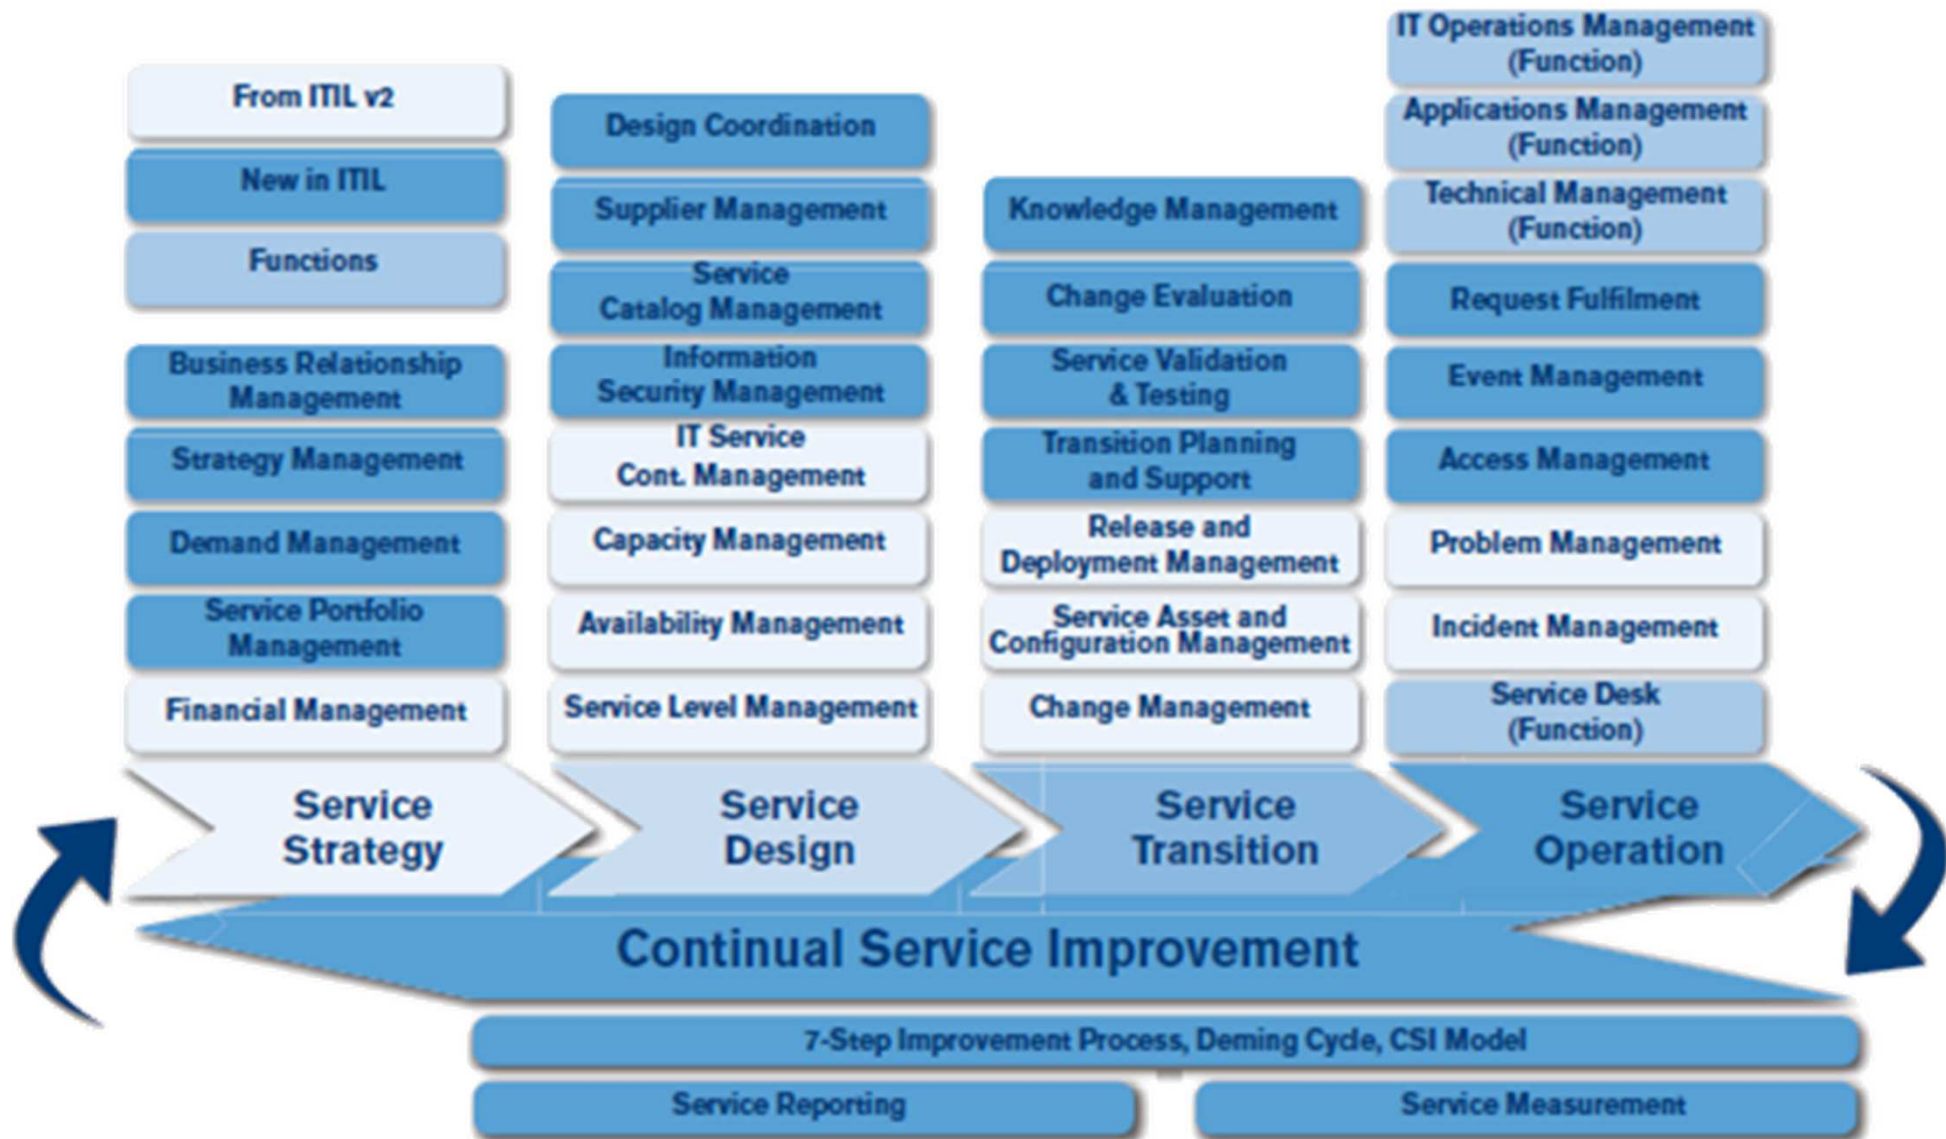 From ITIL v2
New in ITIL
Functions
Business Relationship
Management
Strategy Management
Demand Management
Service Portfolio
Management
Financial Management
Design Coordination
Supplier Management
Service
Catalog Management
Information
Security Management
IT Service
Cont. Management
Capacity Management
Availability Management
Service Level Management
Knowledge Management
Change Evaluation
Service Validation
& Testing
Transition Planning
and Support
Release and
Deployment Management
Service Asset and
Configuration Management
Change Management
IT Operations Management
(Function)
Applications Management
(Function)
Technical Management
(Function)
Request Fulfilment
Event Management
Access Management
Problem Management
Incident Management
Service Desk
(Function)
Service
Strategy
Service
Design
Service
Transition
Service
Operation
Continual Service Improvement
7-Step Improvement Process, Deming Cycle, CSI Model
Service Reporting
Service Measurement